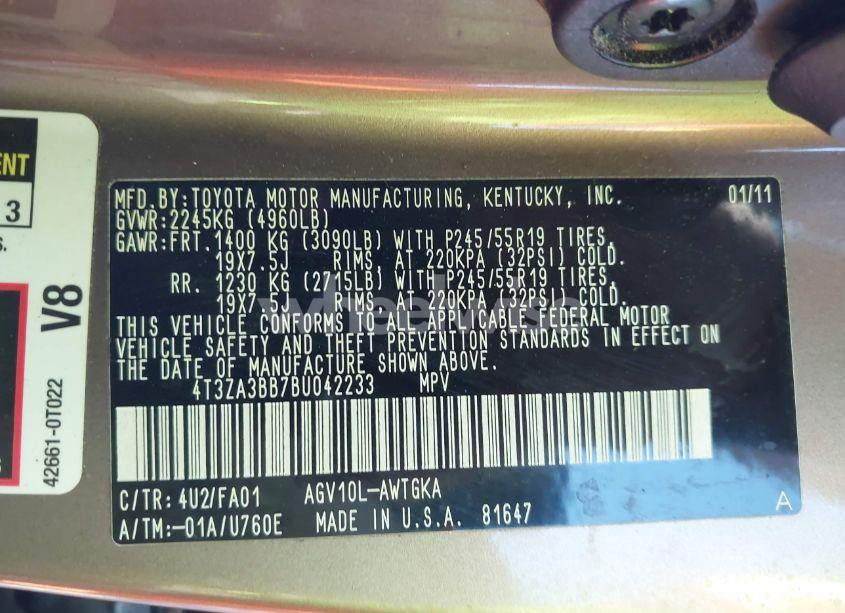 ENT
3
S.
V8
42661-0T022
S
MFD.BY:TOYOTA MOTOR MANUFACTURING, KENTUCKY, INC. 01/11
GVWR:2245KG (4960LB)
GAWR:FRT.1400 KG (3090LB) WITH P245/55R19 TIRES,
19X7.5J RIMS, AT 220KPA (32PSI) COLD.
RR. 1230 KG (2715LB) WITH P245/55R19 TIRES,
19X7.5J RIMS, AT 220KPA (32PSI) COLD.
THIS VEHICLE CONFORMS TO ALL APPLICABLE FEDERAL MOTOR
VEHICLE SAFETY AND THEFT PREVENTION STANDARDS IN EFFECT ON
THE DATE OF MANUFACTURE SHOWN ABOVE.
4T3ZA3BB7BU042233 MPV
C/TR: 4U2/FA01 AGV10L-AWTGKA
A/TM:-01A/U760E MADE IN U.S.A. 81647
A